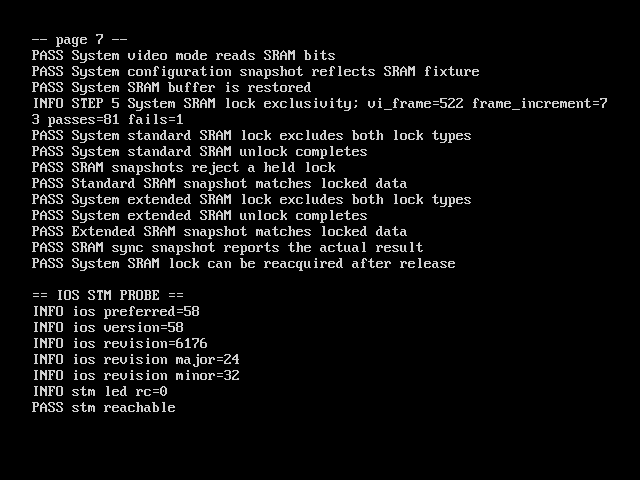 -- page 7 --
PASS System video mode reads SRAM bits
PASS System configuration snapshot reflects SRAM fixture
PASS System SRAM buffer is restored
INFO STEP 5 System SRAM lock exclusivity; vi_frame=522 frame_increment=7
3 passes=81 fails=1
PASS System standard SRAM lock excludes both lock types
PASS System standard SRAM unlock completes
PASS SRAM snapshots reject a held lock
PASS Standard SRAM snapshot matches locked data
PASS System extended SRAM lock excludes both lock types
PASS System extended SRAM unlock completes
PASS Extended SRAM snapshot matches locked data
PASS SRAM sync snapshot reports the actual result
PASS System SRAM lock can be reacquired after release
== IOS STM PROBE ==
INFO ios preferred=58
INFO ios version=58
INFO ios revision=6176
INFO ios revision major=24
INFO ios revision minor=32
INFO stm led rc=0
PASS stm reachable